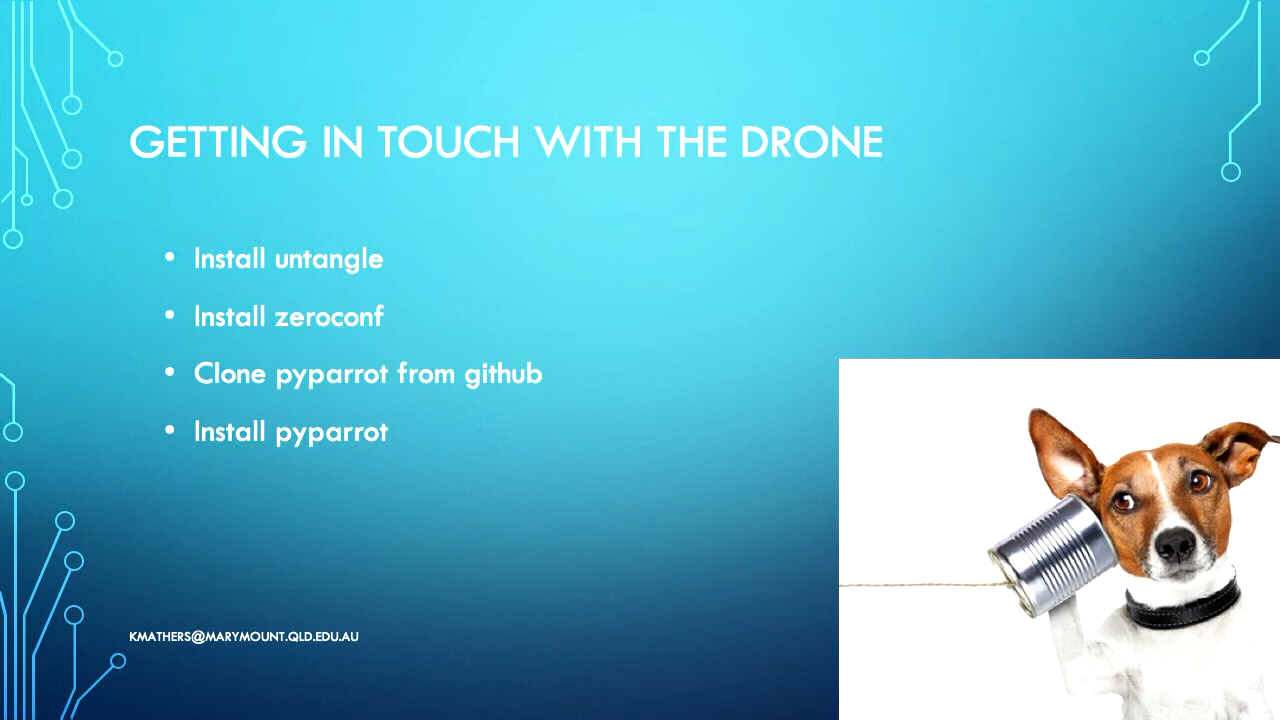 GETTING IN TOUCH WITH THE DRONE
• Install untangle
• Install zeroconf
• Clone pyparrot from github
• Install pyparrot
KMATHERS@MARYMOUNT.QLD.EDU.AU